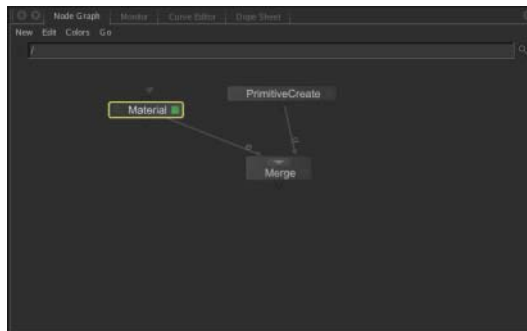 Node Graph Monitor Curve Editor Dope Sheet
New Edit Colors Go
/
PrimitiveCreate
Material
Merge